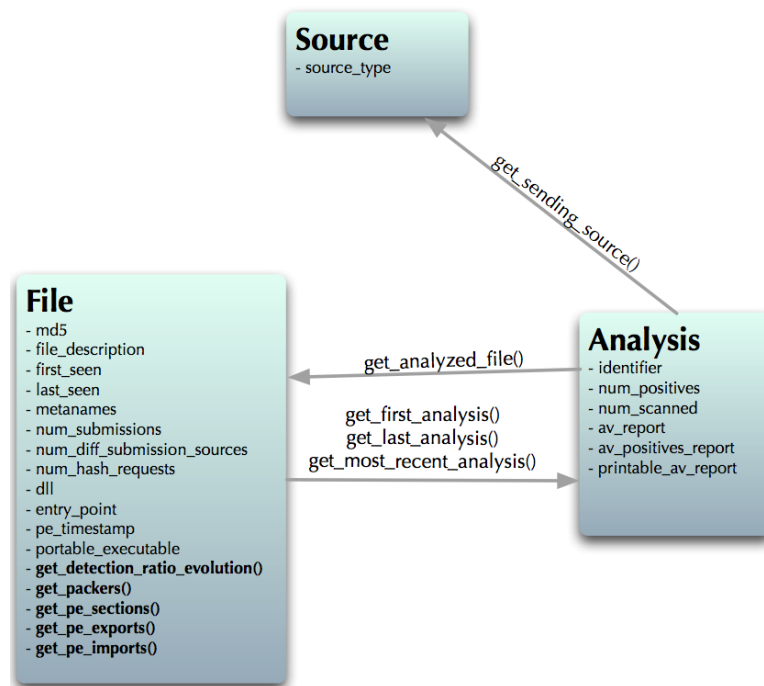 Source
- source_type
get_sending_source()
File
- md5
- file_description
- first_seen
- last_seen
- metanames
- num_submissions
- num_diff_submission_sources
- num_hash_requests
- dll
- entry_point
- pe_timestamp
- portable_executable
- get_detection_ratio_evolution()
- get_packers()
- get_pe_sections()
- get_pe_exports()
- get_pe_imports()
get_analyzed_file()
get_first_analysis()
get_last_analysis()
get_most_recent_analysis()
Analysis
- identifier
- num_positives
- num_scanned
- av_report
- av_positives_report
- printable_av_report